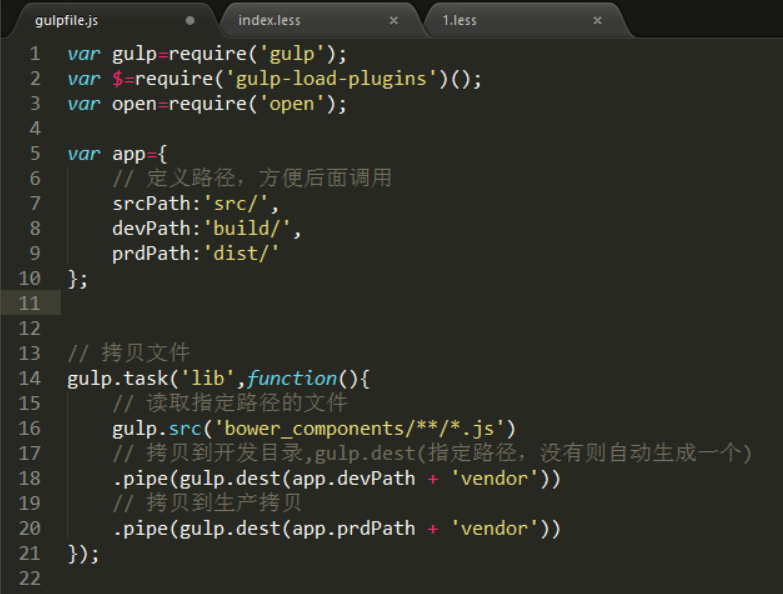 gulpfile.js index.less × 1.less ×
1 var gulp=require('gulp');
2 var $=require('gulp-load-plugins')();
3 var open=require('open');
4
5 var app={
6 // 定义路径，方便后面调用
7 srcPath:'src/',
8 devPath:'build/',
9 prdPath:'dist/'
10 };
11
12
13 // 拷贝文件
14 gulp.task('lib',function(){
15 // 读取指定路径的文件
16 gulp.src('bower_components/**/*.js')
17 // 拷贝到开发目录,gulp.dest(指定路径，没有则自动生成一个)
18 .pipe(gulp.dest(app.devPath + 'vendor'))
19 // 拷贝到生产拷贝
20 .pipe(gulp.dest(app.prdPath + 'vendor'))
21 });
22